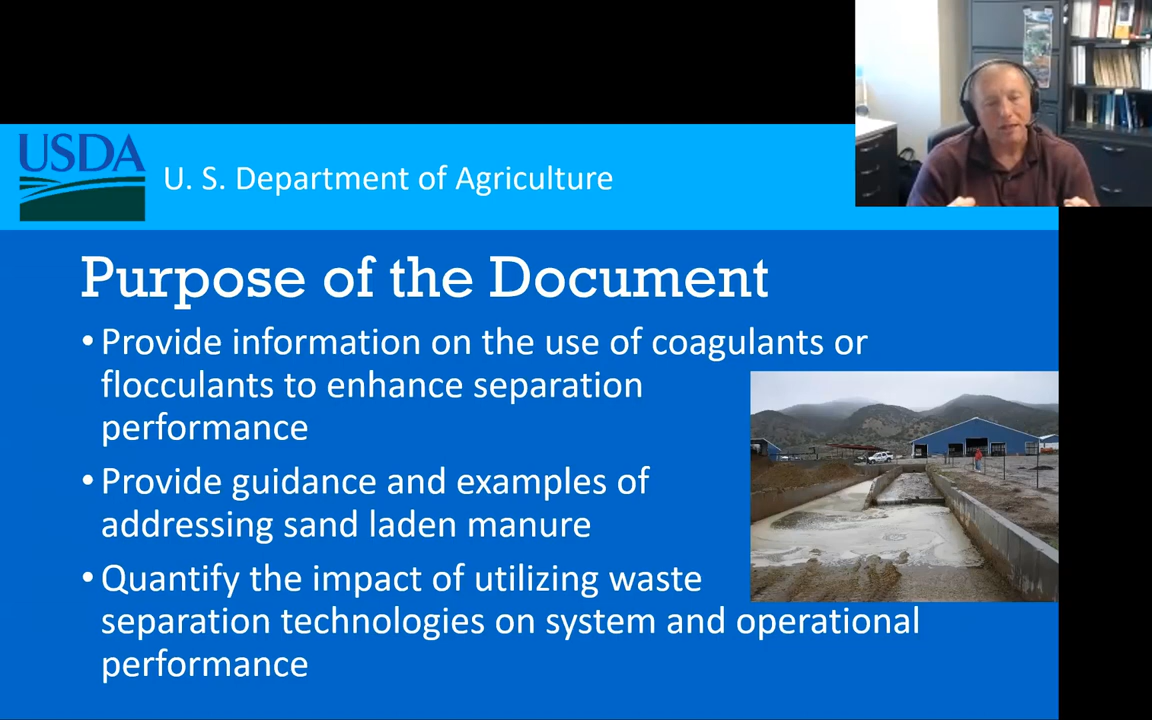 USDA
U. S. Department of Agriculture
Purpose of the Document
• Provide information on the use of coagulants or
flocculants to enhance separation
performance
• Provide guidance and examples of
addressing sand laden manure
• Quantify the impact of utilizing waste
separation technologies on system and operational
performance